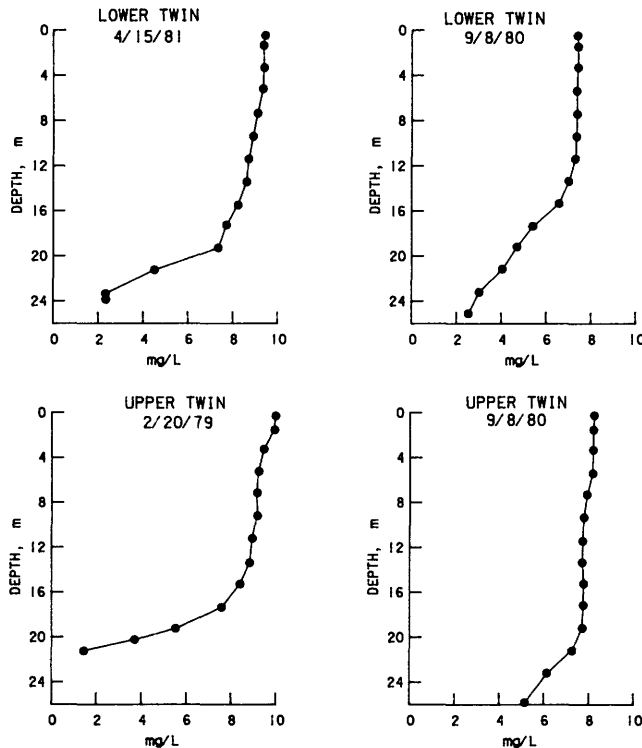 LOWER TWIN
4/15/81
0
4
8
12
16
20
24
DEPTH, m
0 2 4 6 8 10
mg/L
LOWER TWIN
9/8/80
0
4
8
12
16
20
24
DEPTH, m
0 2 4 6 8 10
mg/L
UPPER TWIN
2/20/79
0
4
8
12
16
20
24
DEPTH, m
0 2 4 6 8 10
mg/L
UPPER TWIN
9/8/80
0
4
8
12
16
20
24
DEPTH, m
0 2 4 6 8 10
mg/L